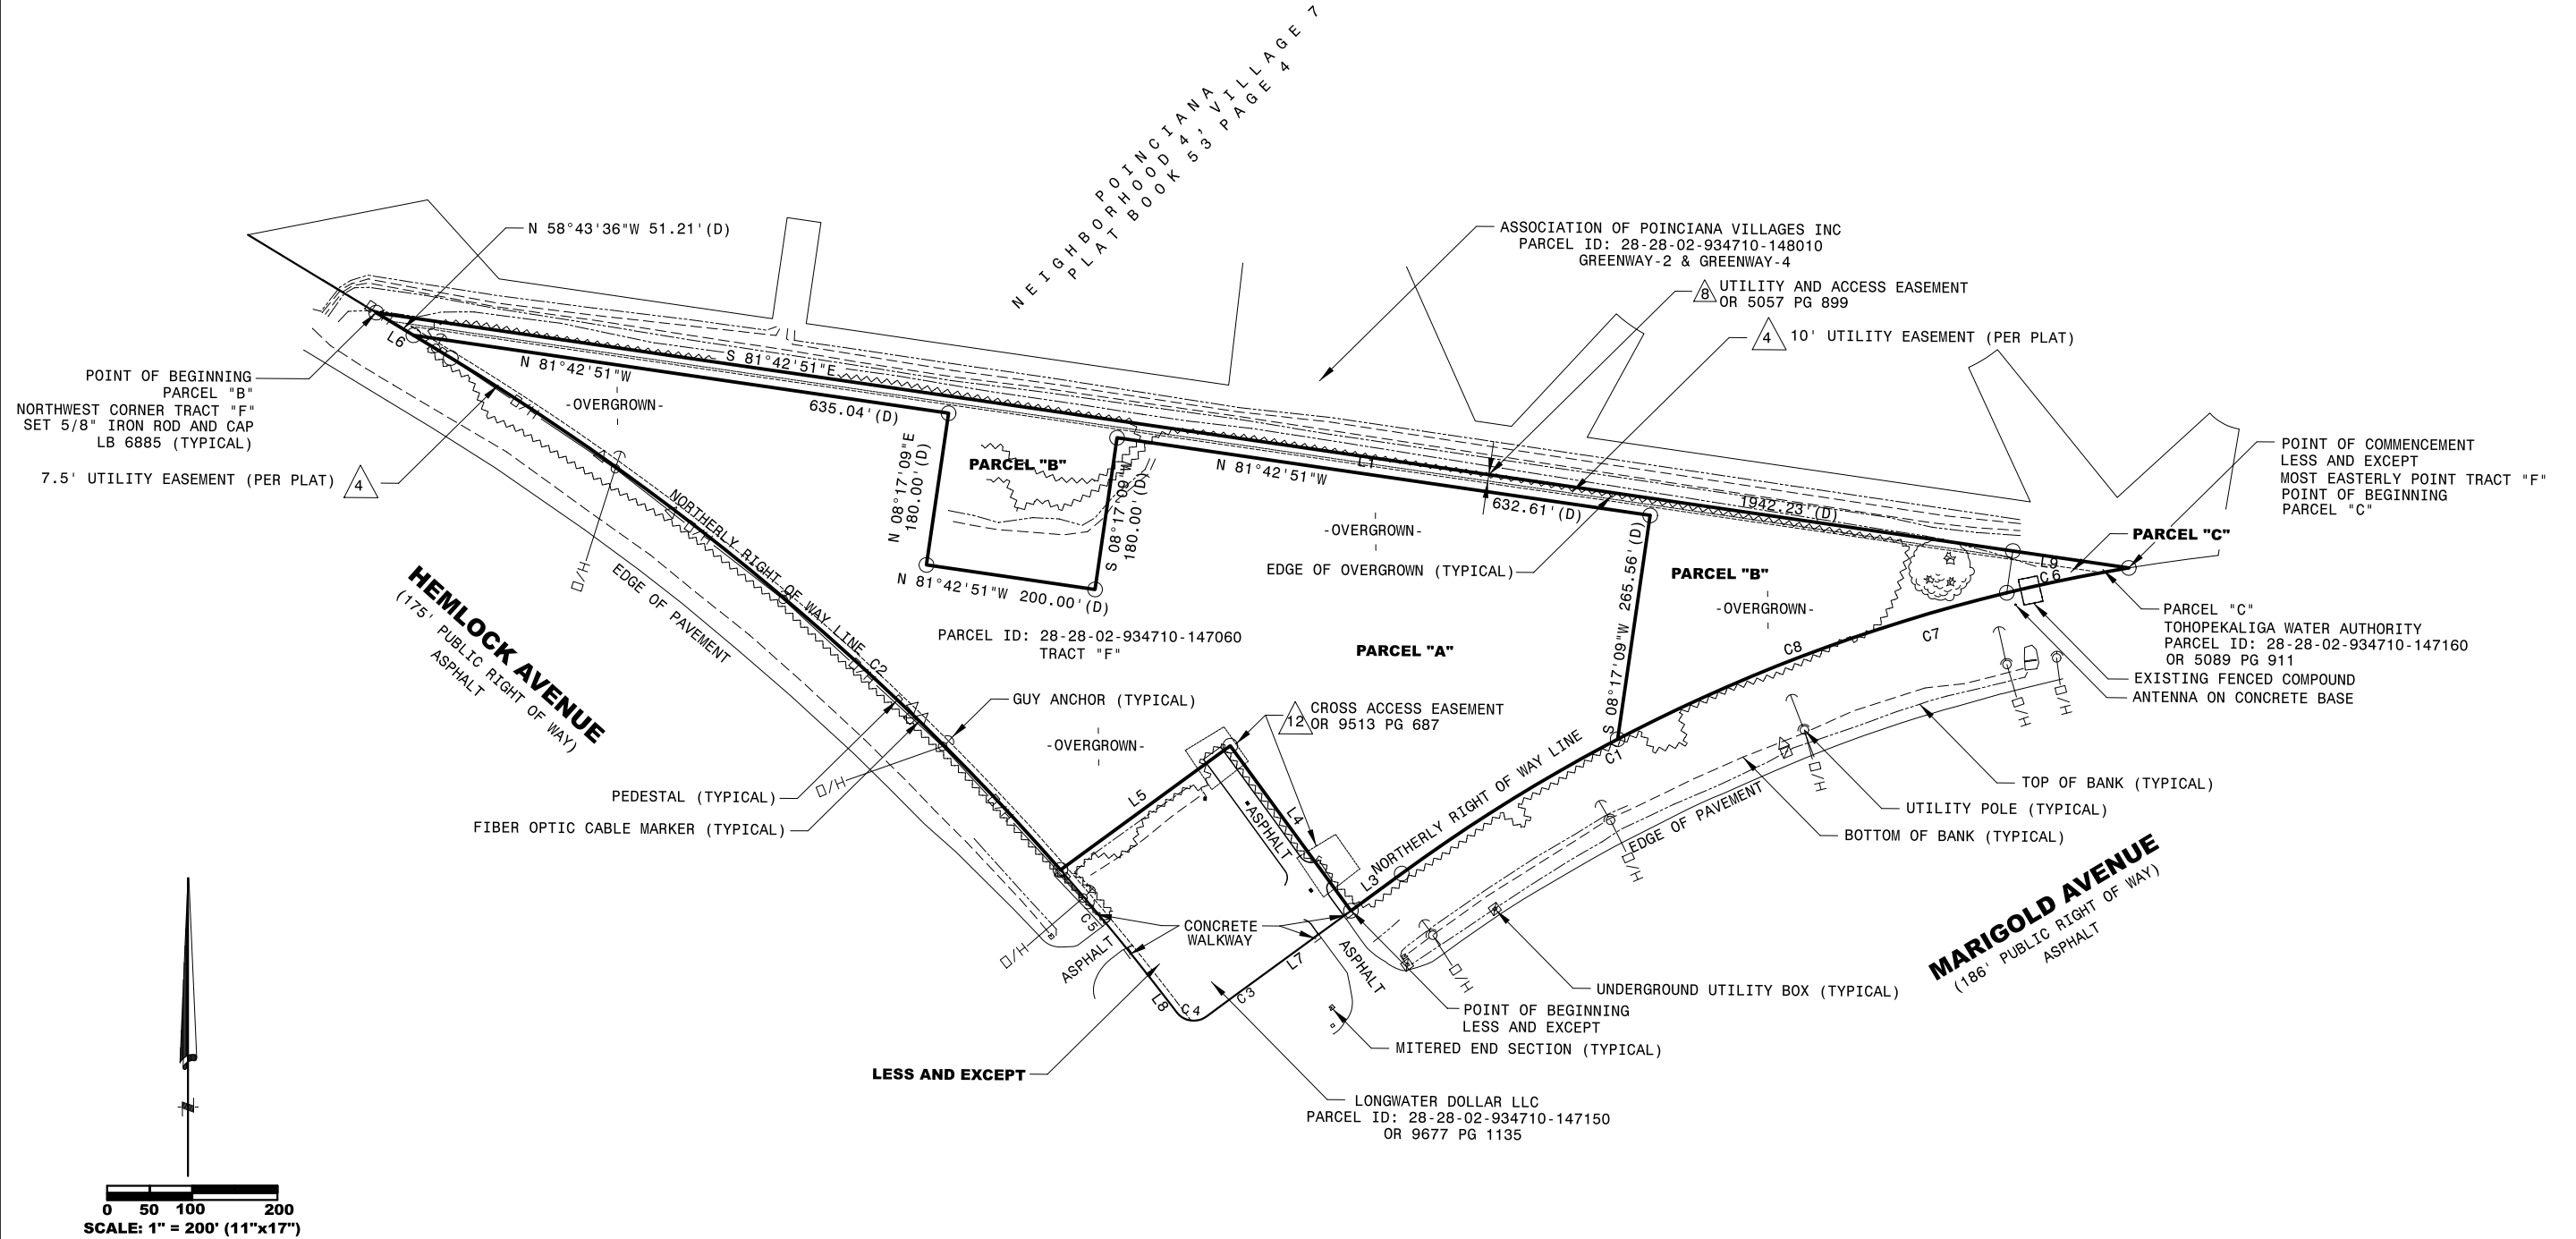 POINCIANA
NEIGHBORHOOD 4, VILLAGE 7
PLAT BOOK 53 PAGE 4
N 58°43'36"W 51.21'(D)
ASSOCIATION OF POINCIANA VILLAGES INC
PARCEL ID: 28-28-02-934710-148010
GREENWAY-2 & GREENWAY-4
8
UTILITY AND ACCESS EASEMENT
OR 5057 PG 899
4
10' UTILITY EASEMENT (PER PLAT)
L6
N 81°42'51"W
635.04'(D)
S 81°42'51"E
L1
1942.23'(D)
POINT OF BEGINNING
PARCEL "B"
NORTHWEST CORNER TRACT "F"
SET 5/8" IRON ROD AND CAP
LB 6885 (TYPICAL)
7.5' UTILITY EASEMENT (PER PLAT)
4
-OVERGROWN-
N 08°17'09"E
180.00'(D)
PARCEL "B"
S 08°17'09"W
180.00'(D)
N 81°42'51"W 200.00'(D)
N 81°42'51"W
632.61'(D)
-OVERGROWN-
EDGE OF OVERGROWN (TYPICAL)
S 08°17'09"W 265.56'(D)
PARCEL "B"
-OVERGROWN-
POINT OF COMMENCEMENT
LESS AND EXCEPT
MOST EASTERLY POINT TRACT "F"
POINT OF BEGINNING
PARCEL "C"
PARCEL "C"
L9
C6
PARCEL "C"
TOHOPEKALIGA WATER AUTHORITY
PARCEL ID: 28-28-02-934710-147160
OR 5089 PG 911
EXISTING FENCED COMPOUND
ANTENNA ON CONCRETE BASE
C7
C8
C1
NORTHERLY RIGHT OF WAY LINE C2
EDGE OF PAVEMENT
HEMLOCK AVENUE
(175' PUBLIC RIGHT OF WAY)
ASPHALT
PARCEL ID: 28-28-02-934710-147060
TRACT "F"
PARCEL "A"
GUY ANCHOR (TYPICAL)
-OVERGROWN-
12
CROSS ACCESS EASEMENT
OR 9513 PG 687
PEDESTAL (TYPICAL)
FIBER OPTIC CABLE MARKER (TYPICAL)
O/H
O/H
O/H
O/H
O/H
O/H
O/H
O/H
L5
L4
ASPHALT
L3
NORTHERLY RIGHT OF WAY LINE
EDGE OF PAVEMENT
TOP OF BANK (TYPICAL)
UTILITY POLE (TYPICAL)
BOTTOM OF BANK (TYPICAL)
MARIGOLD AVENUE
(186' PUBLIC RIGHT OF WAY)
ASPHALT
C5
ASPHALT
CONCRETE
WALKWAY
L7
ASPHALT
L8
C4
C3
UNDERGROUND UTILITY BOX (TYPICAL)
POINT OF BEGINNING
LESS AND EXCEPT
MITERED END SECTION (TYPICAL)
LESS AND EXCEPT
LONGWATER DOLLAR LLC
PARCEL ID: 28-28-02-934710-147150
OR 9677 PG 1135
N
0 50 100 200
SCALE: 1" = 200' (11"x17")